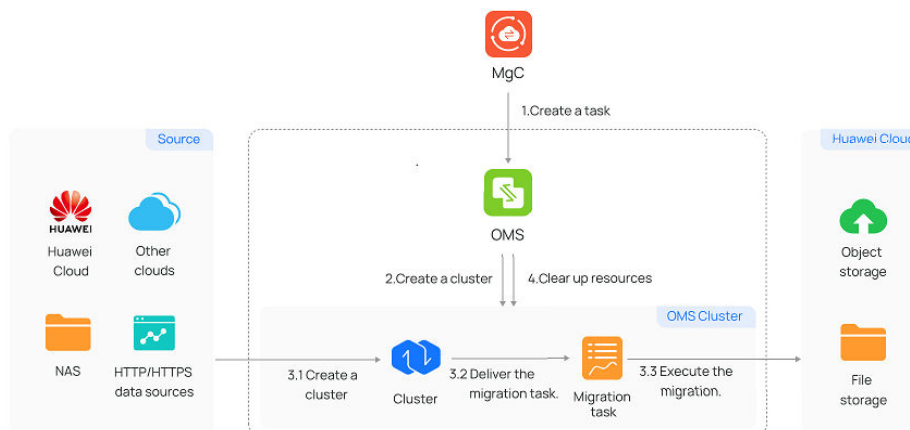 MgC
1.Create a task
Source
Huawei Cloud
HUAWEI
Huawei
Cloud
Other
clouds
OMS
Object
storage
2.Create a cluster
4.Clear up resources
OMS Cluster
NAS
HTTP/HTTPS
data sources
3.1 Create a
cluster
Cluster
3.2 Deliver the
migration task.
Migration
task
3.3 Execute the
migration.
File
storage